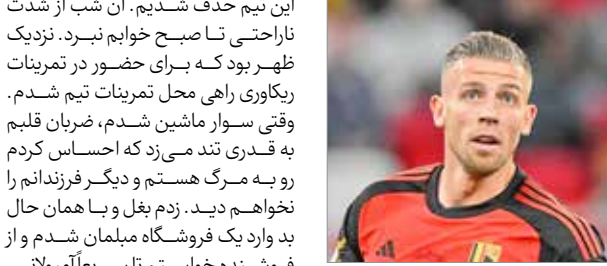 این تیم حذف شدیم. آن شب از شدت
ناراحتی تا صبح خوابم نبرد. نزدیک
ظهر بود که برای حضور در تمرینات
ریکاوری راهی محل تمرینات تیم شدم.
وقتی سوار ماشین شدم، ضربان قلبم
به قدری تند می‌زد که احساس کردم
رو به مرگ هستم و دیگر فرزندانم را
نخواهم دید. زدم بغل و با همان حال
بد وارد یک فروشگاه مبلمان شدم و از